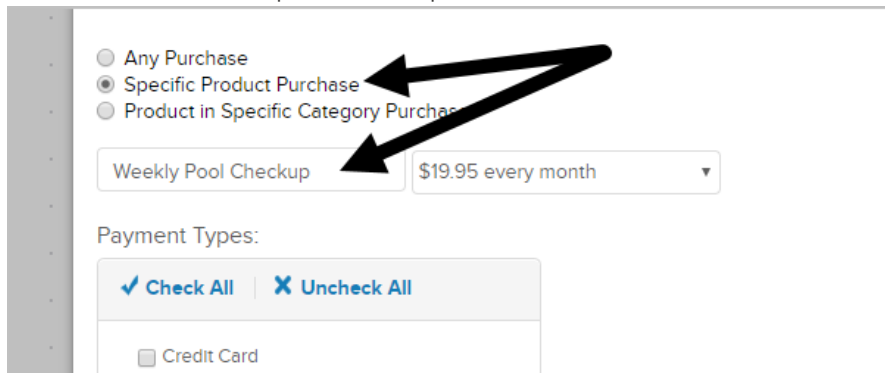 Any Purchase
Specific Product Purchase
Product in Specific Category Purchase
Weekly Pool Checkup $19.95 every month
Payment Types:
Check All Uncheck All
Credit Card